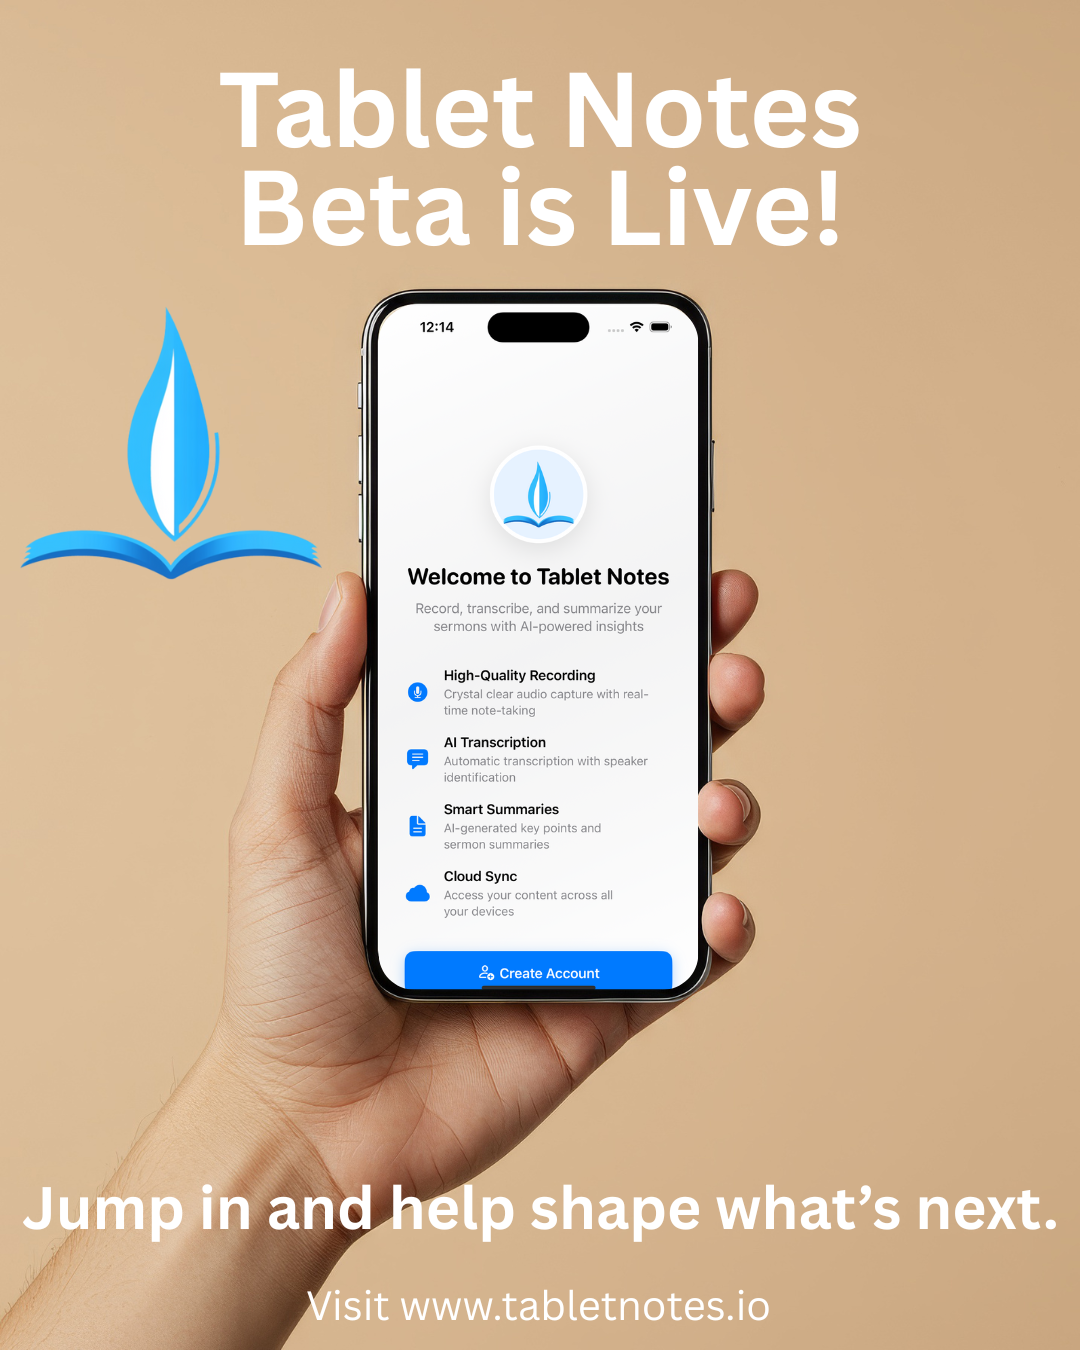 Tablet Notes
Beta is Live!
12:14
Welcome to Tablet Notes
Record, transcribe, and summarize your
sermons with AI-powered insights
High-Quality Recording
Crystal clear audio capture with real-
time note-taking
AI Transcription
Automatic transcription with speaker
identification
Smart Summaries
AI-generated key points and
sermon summaries
Cloud Sync
Access your content across all
your devices
Create Account
Jump in and help shape what’s next.
Visit www.tabletnotes.io